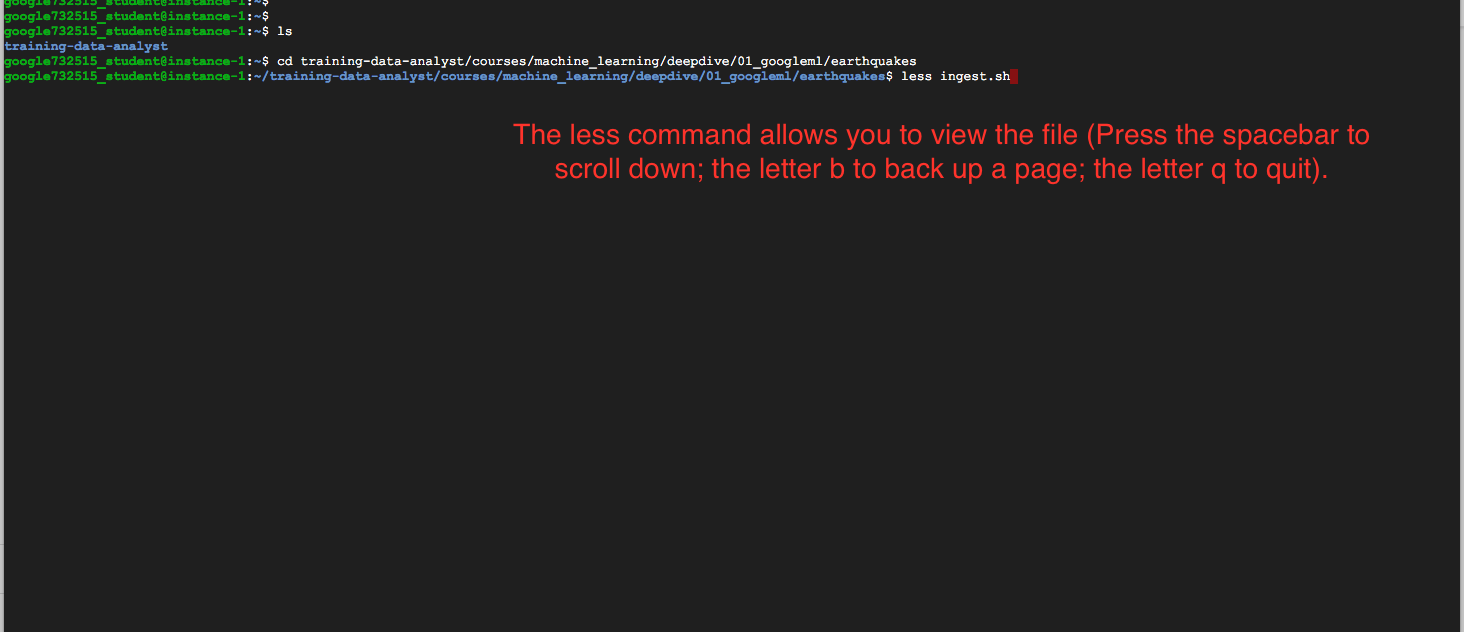 google732515_student@instance-1:~$
google732515_student@instance-1:~$
google732515_student@instance-1:~$ ls
training-data-analyst
google732515_student@instance-1:~$ cd training-data-analyst/courses/machine_learning/deepdive/01_googleml/earthquakes
google732515_student@instance-1:~/training-data-analyst/courses/machine_learning/deepdive/01_googleml/earthquakes$ less ingest.sh
The less command allows you to view the file (Press the spacebar to
scroll down; the letter b to back up a page; the letter q to quit).